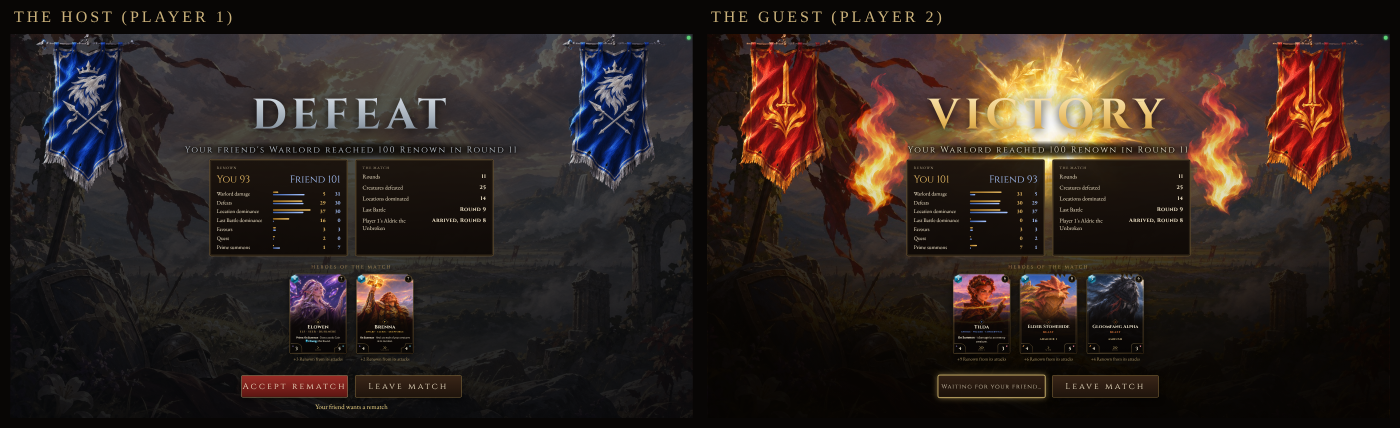 THE HOST (PLAYER 1)
DEFEAT
YOUR FRIEND'S WARLORD REACHED 100 RENOWN IN ROUND 11
RENOWN
YOU 93 FRIEND 101
Warlord damage 5 31
Defeats 29 30
Location dominance 37 30
Last Battle dominance 16 0
Favours 3 3
Quest 2 0
Prime summons 1 7
THE MATCH
Rounds 11
Creatures defeated 25
Locations dominated 14
Last Battle ROUND 9
Player 1's Aldric the Unbroken ARRIVED, ROUND 8
HEROES OF THE MATCH
ELOWEN
BRENNA
ACCEPT REMATCH
LEAVE MATCH
Your friend wants a rematch
THE GUEST (PLAYER 2)
VICTORY
YOUR WARLORD REACHED 100 RENOWN IN ROUND 11
RENOWN
YOU 101 FRIEND 93
Warlord damage 31 5
Defeats 30 29
Location dominance 30 37
Last Battle dominance 0 16
Favours 3 3
Quest 0 2
Prime summons 7 1
THE MATCH
Rounds 11
Creatures defeated 25
Locations dominated 14
Last Battle ROUND 9
Player 1's Aldric the Unbroken ARRIVED, ROUND 8
HEROES OF THE MATCH
TILDA
ELDER STONEHIDE
GLOOMFANG ALPHA
WAITING FOR YOUR FRIEND...
LEAVE MATCH